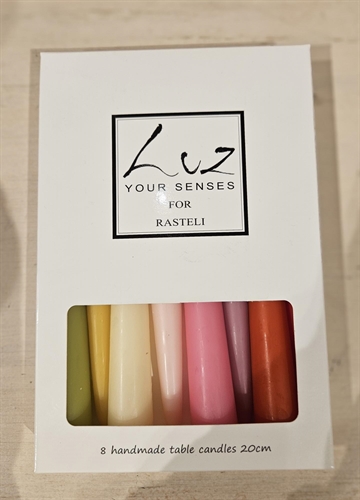 Luz
YOUR SENSES
FOR
RASTELI
8 handmade table candles 20cm